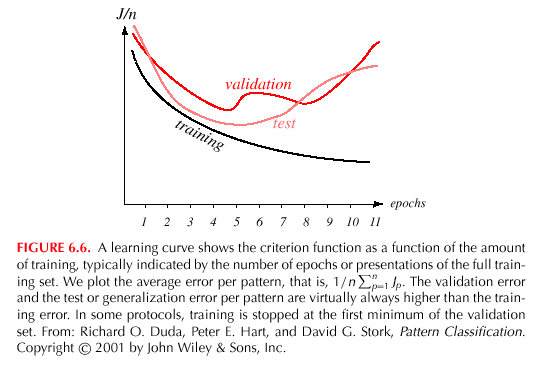 J/n
validation
test
training
epochs
1 2 3 4 5 6 7 8 9 10 11
FIGURE 6.6. A learning curve shows the criterion function as a function of the amount
of training, typically indicated by the number of epochs or presentations of the full train-
ing set. We plot the average error per pattern, that is, 1/n ∑ⁿₚ₌₁ Jₚ. The validation error
and the test or generalization error per pattern are virtually always higher than the train-
ing error. In some protocols, training is stopped at the first minimum of the validation
set. From: Richard O. Duda, Peter E. Hart, and David G. Stork, Pattern Classification.
Copyright © 2001 by John Wiley & Sons, Inc.